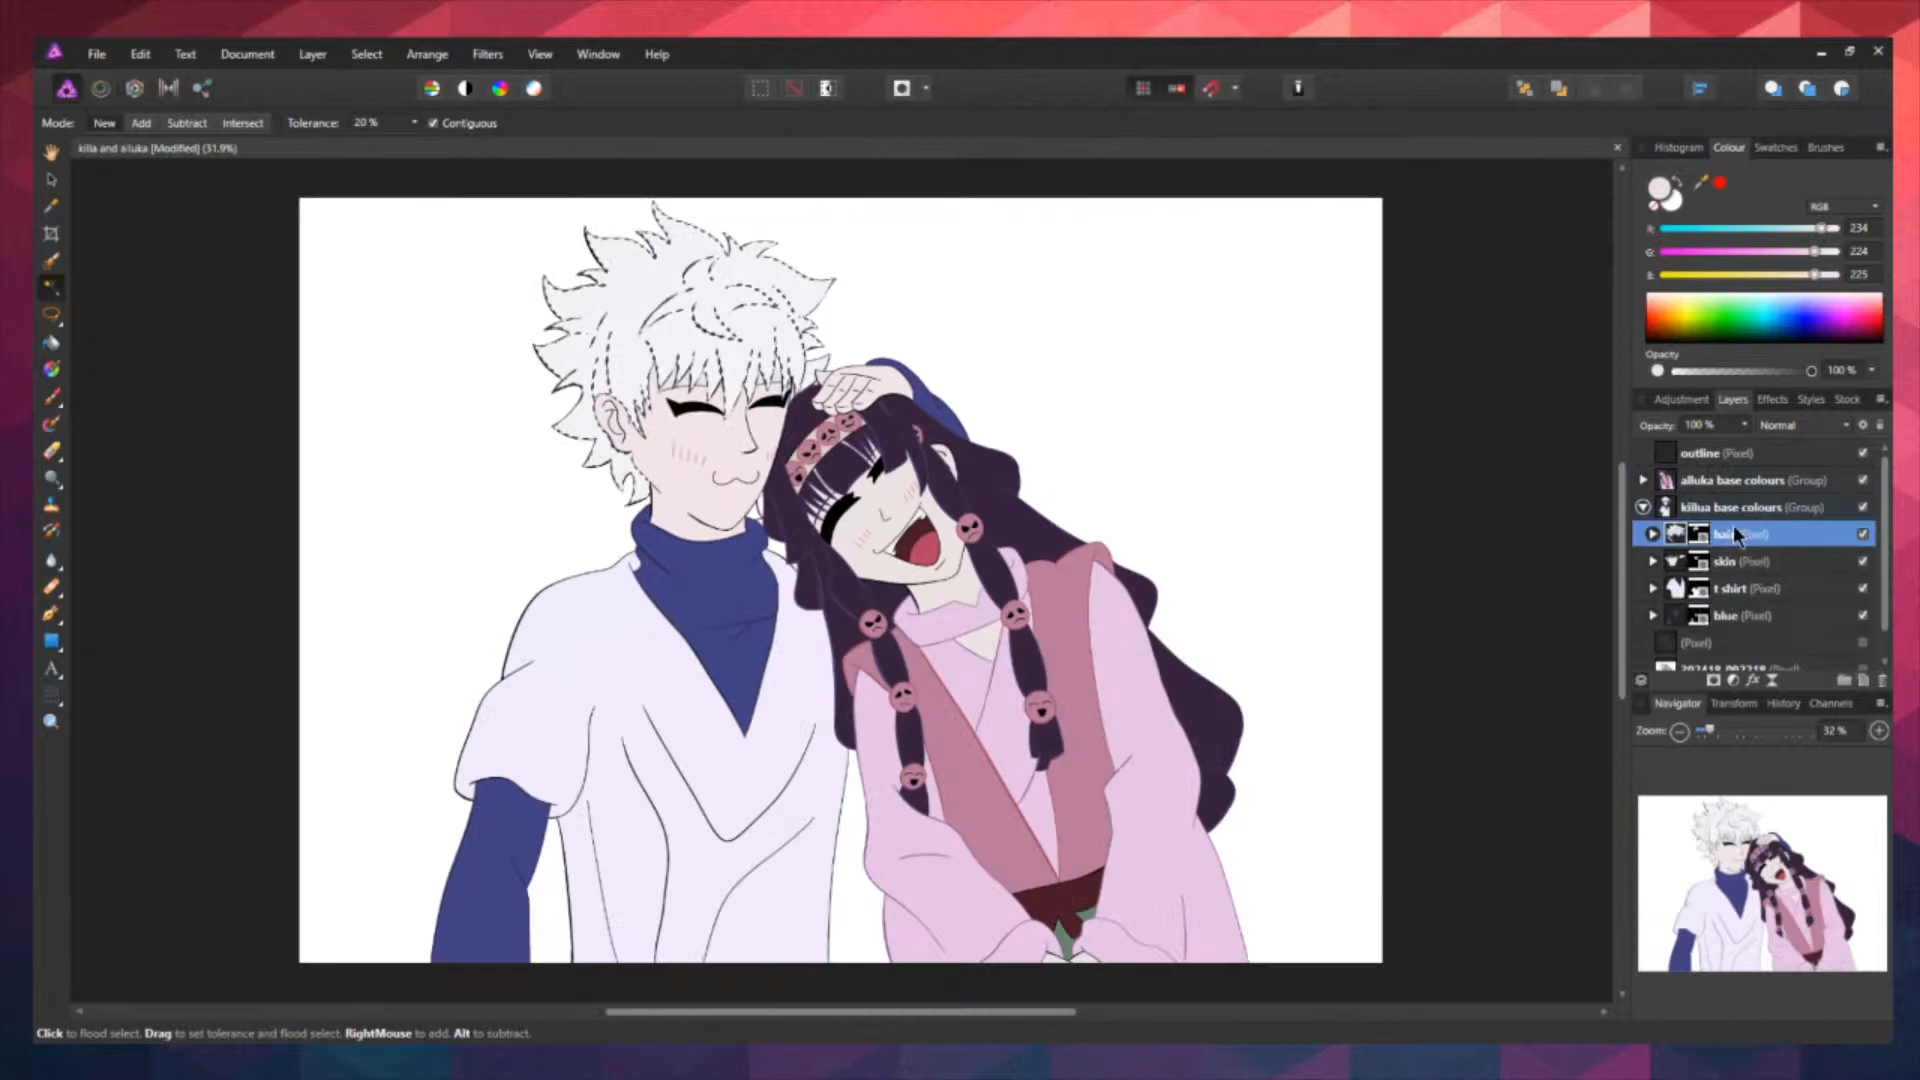 File Edit Text Document Layer Select Arrange Filters View Window Help
Mode: New Add Subtract Intersect Tolerance: 20 % Contiguous
killa and alluka [Modified] (31.9%)
Histogram Colour Swatches Brushes
RGB
R: 234
G: 224
B: 225
Opacity
100 %
Adjustment Layers Effects Styles Stock
Opacity: 100 % Normal
outline (Pixel)
alluka base colours (Group)
killua base colours (Group)
skin (Pixel)
t shirt (Pixel)
blue (Pixel)
(Pixel)
Navigator Transform History Channels
Zoom: 32 %
Click to flood select. Drag to set tolerance and flood select. RightMouse to add. Alt to subtract.